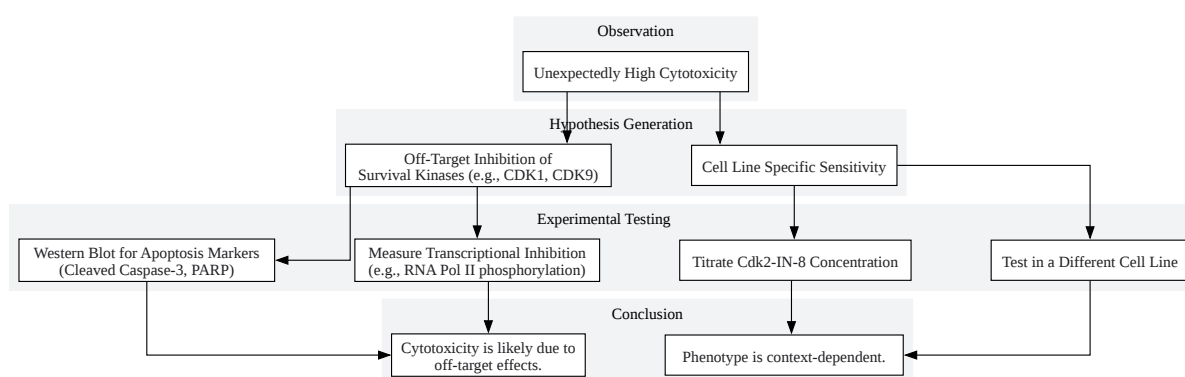 Observation
Unexpectedly High Cytotoxicity
Hypothesis Generation
Off-Target Inhibition of
Survival Kinases (e.g., CDK1, CDK9)
Cell Line Specific Sensitivity
Experimental Testing
Western Blot for Apoptosis Markers
(Cleaved Caspase-3, PARP)
Measure Transcriptional Inhibition
(e.g., RNA Pol II phosphorylation)
Titrate Cdk2-IN-8 Concentration
Test in a Different Cell Line
Conclusion
Cytotoxicity is likely due to
off-target effects.
Phenotype is context-dependent.